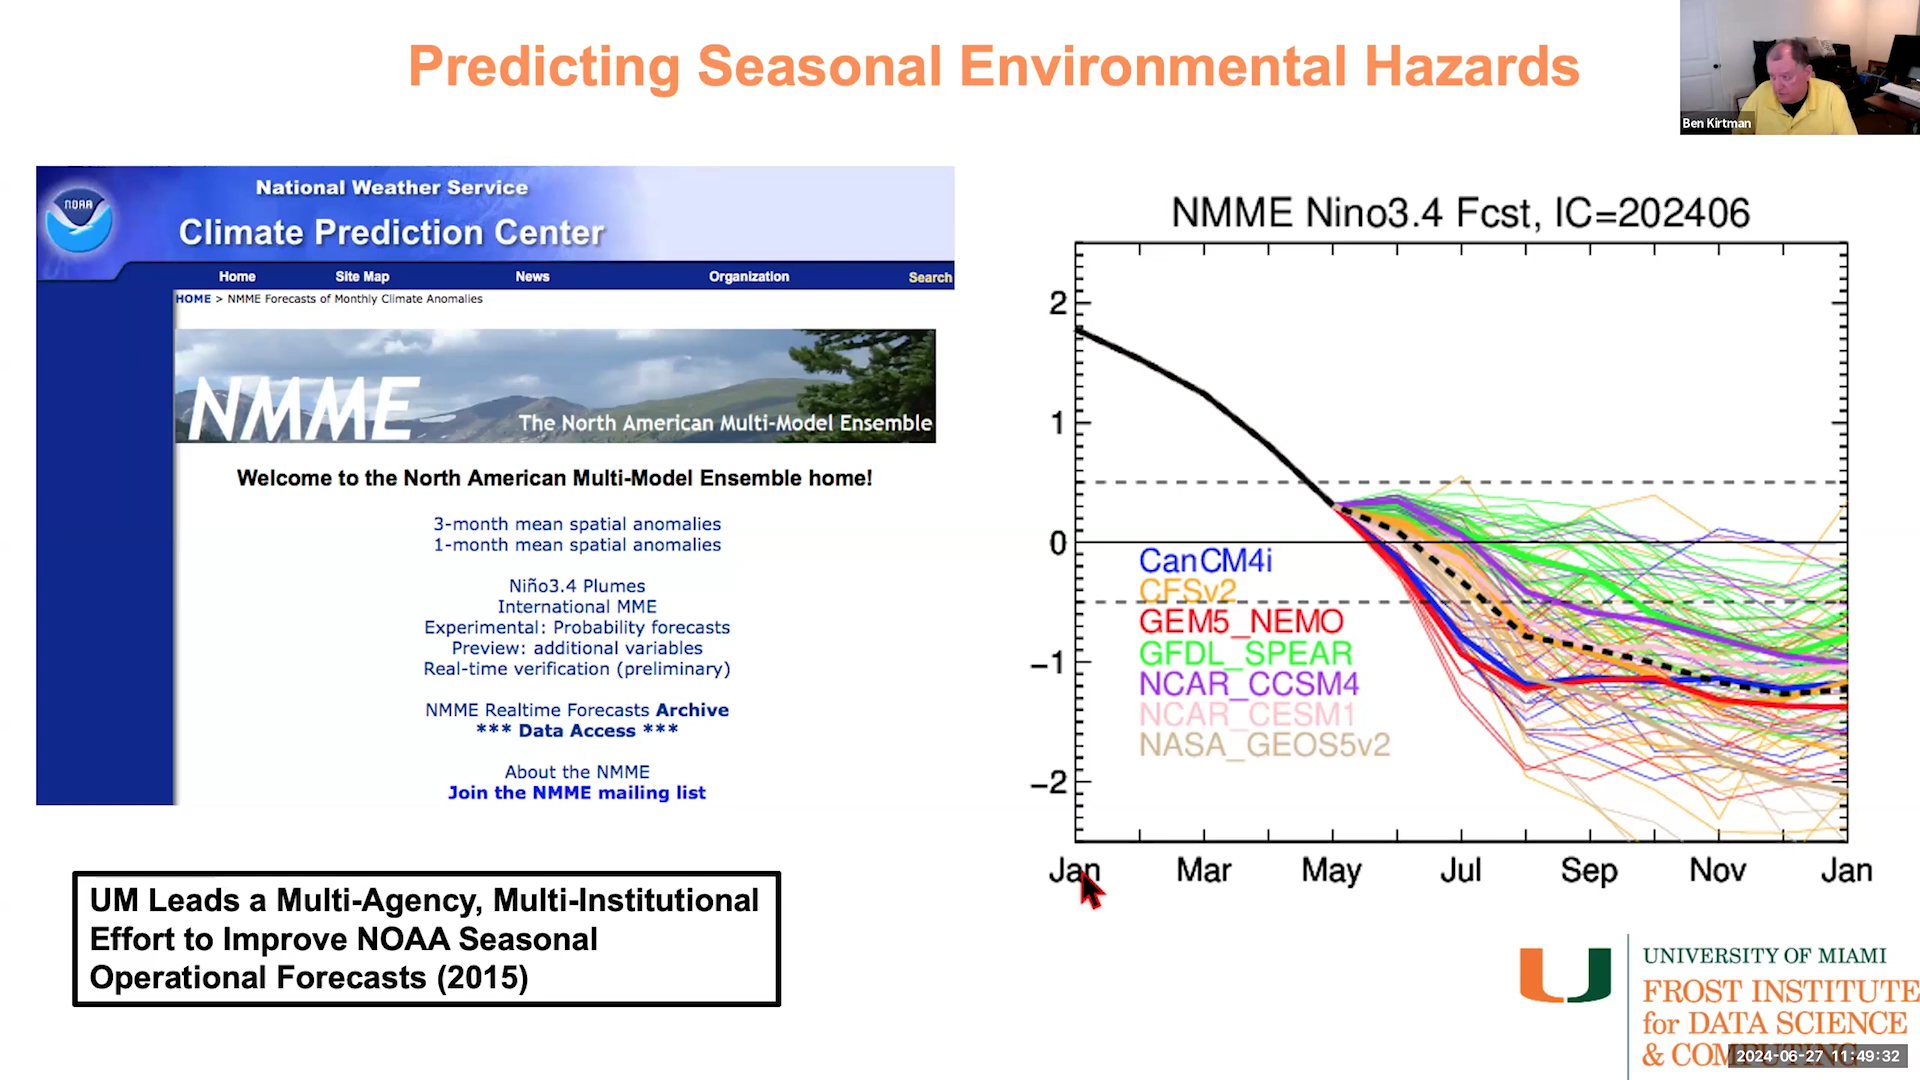 Predicting Seasonal Environmental Hazards
Ben Kirtman
NOAA
National Weather Service
Climate Prediction Center
Home Site Map News Organization Search
HOME > NMME Forecasts of Monthly Climate Anomalies
NMME
The North American Multi-Model Ensemble
Welcome to the North American Multi-Model Ensemble home!
3-month mean spatial anomalies
1-month mean spatial anomalies
Niño3.4 Plumes
International MME
Experimental: Probability forecasts
Preview: additional variables
Real-time verification (preliminary)
NMME Realtime Forecasts Archive
*** Data Access ***
About the NMME
Join the NMME mailing list
UM Leads a Multi-Agency, Multi-Institutional
Effort to Improve NOAA Seasonal
Operational Forecasts (2015)
NMME Nino3.4 Fcst, IC=202406
2
1
0
−1
−2
CanCM4i
CFSv2
GEM5_NEMO
GFDL_SPEAR
NCAR_CCSM4
NCAR_CESM1
NASA_GEOS5v2
Jan Mar May Jul Sep Nov Jan
UNIVERSITY OF MIAMI
FROST INSTITUTE
for DATA SCIENCE
& COMPUTING
2024-06-27 11:49:32